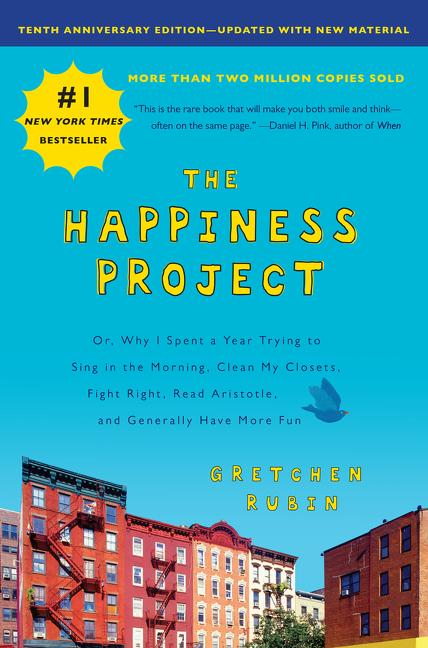 TENTH ANNIVERSARY EDITION—UPDATED WITH NEW MATERIAL
MORE THAN TWO MILLION COPIES SOLD
#1
NEW YORK TIMES
BESTSELLER
"This is the rare book that will make you both smile and think—
often on the same page." —Daniel H. Pink, author of When
THE
HAPPINESS
PROJECT
Or, Why I Spent a Year Trying to
Sing in the Morning, Clean My Closets,
Fight Right, Read Aristotle,
and Generally Have More Fun
GRETCHEN
RUBIN